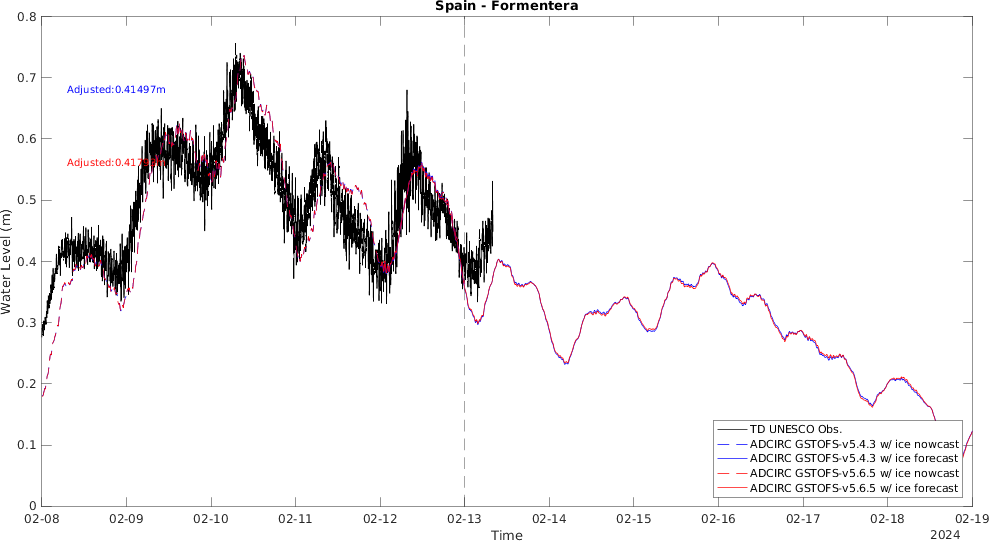 Spain - Formentera
0.8
0.7
0.6
0.5
0.4
0.3
0.2
0.1
0
Water Level (m)
Adjusted:0.41497m
TD UNESCO Obs.
ADCIRC GSTOFS-v5.4.3 w/ ice nowcast
ADCIRC GSTOFS-v5.4.3 w/ ice forecast
ADCIRC GSTOFS-v5.6.5 w/ ice nowcast
ADCIRC GSTOFS-v5.6.5 w/ ice forecast
02-08 02-09 02-10 02-11 02-12 02-13 02-14 02-15 02-16 02-17 02-18 02-19
Time
2024